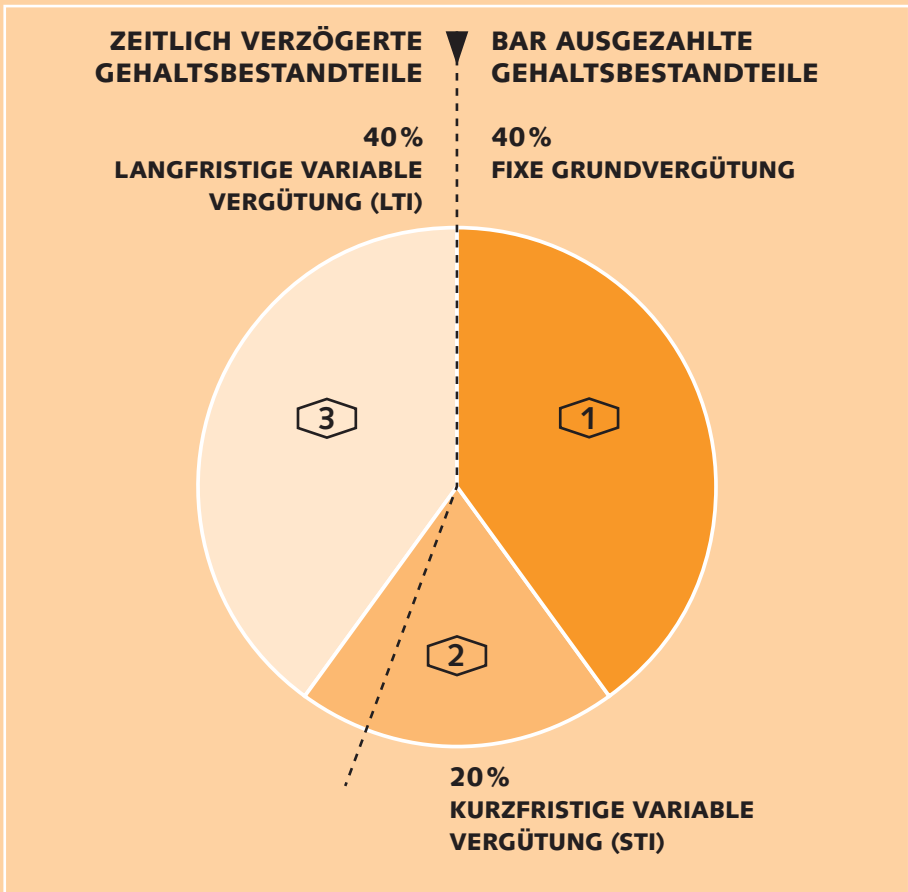 ZEITLICH VERZÖGERTE
GEHALTSBESTANDTEILE
BAR AUSGEZAHLTE
GEHALTSBESTANDTEILE
40%
LANGFRISTIGE VARIABLE
VERGÜTUNG (LTI)
40%
FIXE GRUNDVERGÜTUNG
3
1
2
20%
KURZFRISTIGE VARIABLE
VERGÜTUNG (STI)